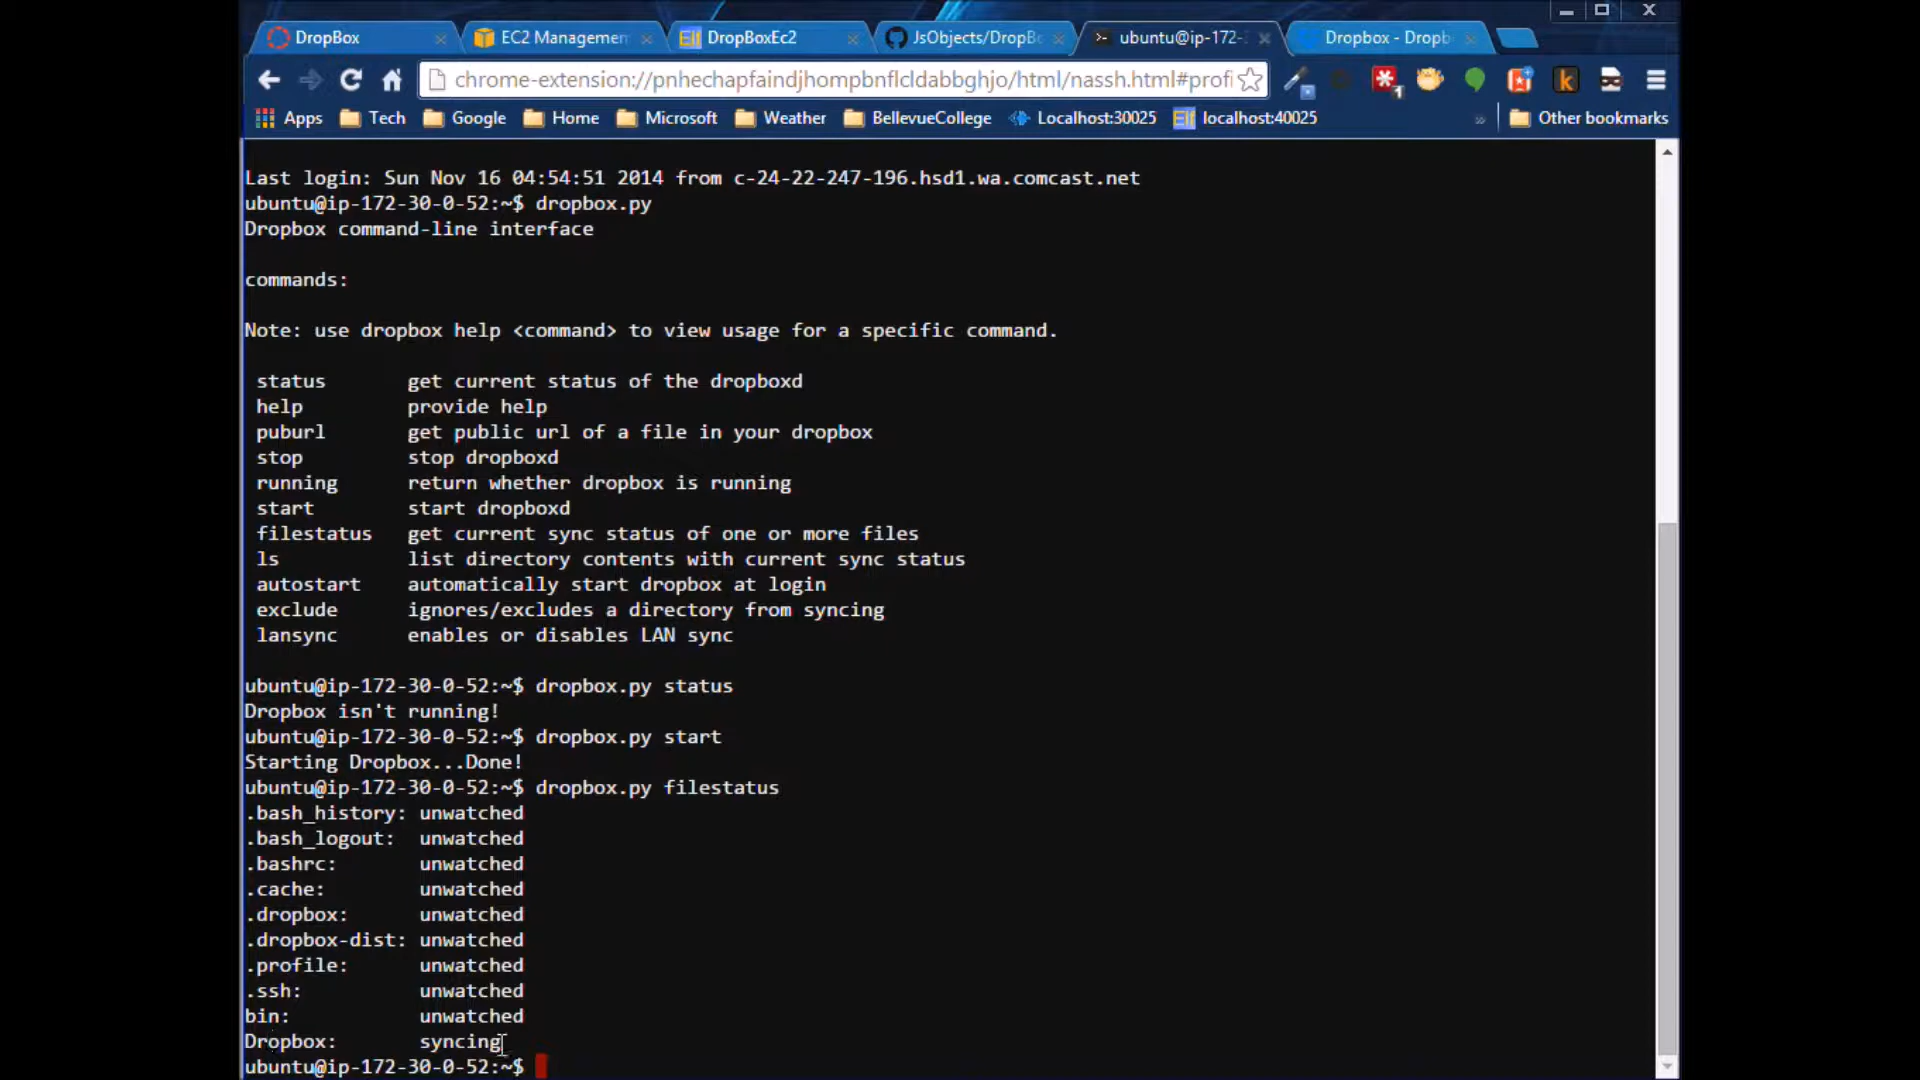 DropBox
EC2 Managemen
DropBoxEc2
JsObjects/DropB
ubuntu@ip-172-
Dropbox - Dropb
chrome-extension://pnhechapfaindjhompbnflcldabbghjo/html/nassh.html#profi
Apps
Tech
Google
Home
Microsoft
Weather
BellevueCollege
Localhost:30025
localhost:40025
» Other bookmarks
Last login: Sun Nov 16 04:54:51 2014 from c-24-22-247-196.hsd1.wa.comcast.net
ubuntu@ip-172-30-0-52:~$ dropbox.py
Dropbox command-line interface
commands:
Note: use dropbox help <command> to view usage for a specific command.
status get current status of the dropboxd
help provide help
puburl get public url of a file in your dropbox
stop stop dropboxd
running return whether dropbox is running
start start dropboxd
filestatus get current sync status of one or more files
ls list directory contents with current sync status
autostart automatically start dropbox at login
exclude ignores/excludes a directory from syncing
lansync enables or disables LAN sync
ubuntu@ip-172-30-0-52:~$ dropbox.py status
Dropbox isn't running!
ubuntu@ip-172-30-0-52:~$ dropbox.py start
Starting Dropbox...Done!
ubuntu@ip-172-30-0-52:~$ dropbox.py filestatus
.bash_history: unwatched
.bash_logout: unwatched
.bashrc: unwatched
.cache: unwatched
.dropbox: unwatched
.dropbox-dist: unwatched
.profile: unwatched
.ssh: unwatched
bin: unwatched
Dropbox: syncing
ubuntu@ip-172-30-0-52:~$